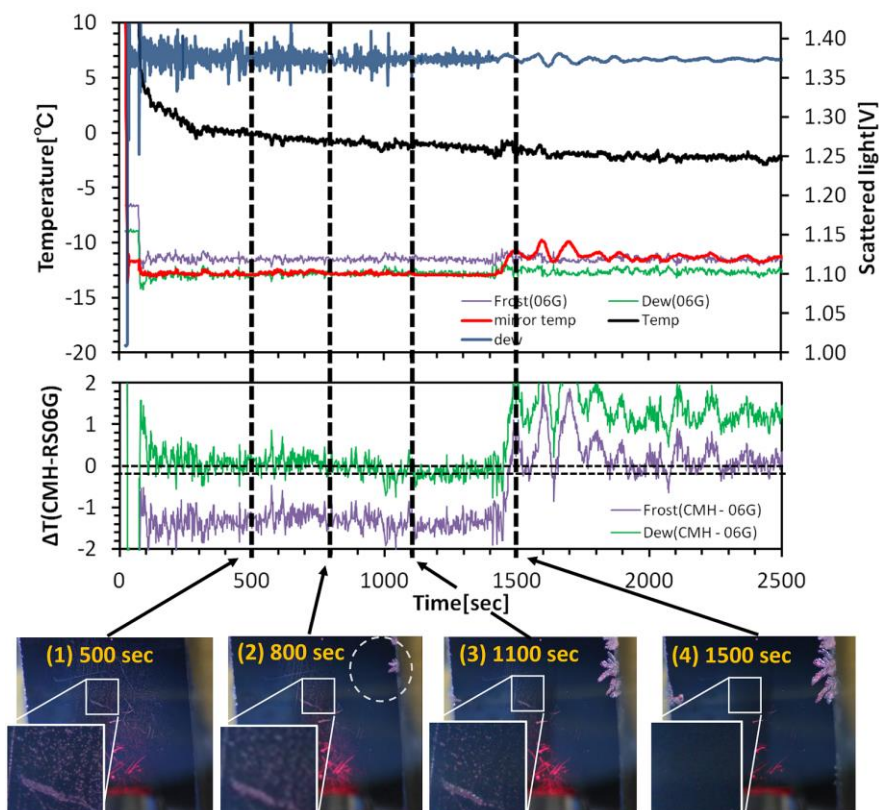 10
5
0
-5
-10
-15
-20
Temperature[℃]
1.40
1.35
1.30
1.25
1.20
1.15
1.10
1.05
1.00
Scattered light[V]
Frost(06G)
Dew(06G)
mirror temp
Temp
dew
2
1
0
-1
-2
ΔT(CMH-RS06G)
Frost(CMH - 06G)
Dew(CMH - 06G)
0
500
1000
1500
2000
2500
Time[sec]
(1) 500 sec
(2) 800 sec
(3) 1100 sec
(4) 1500 sec